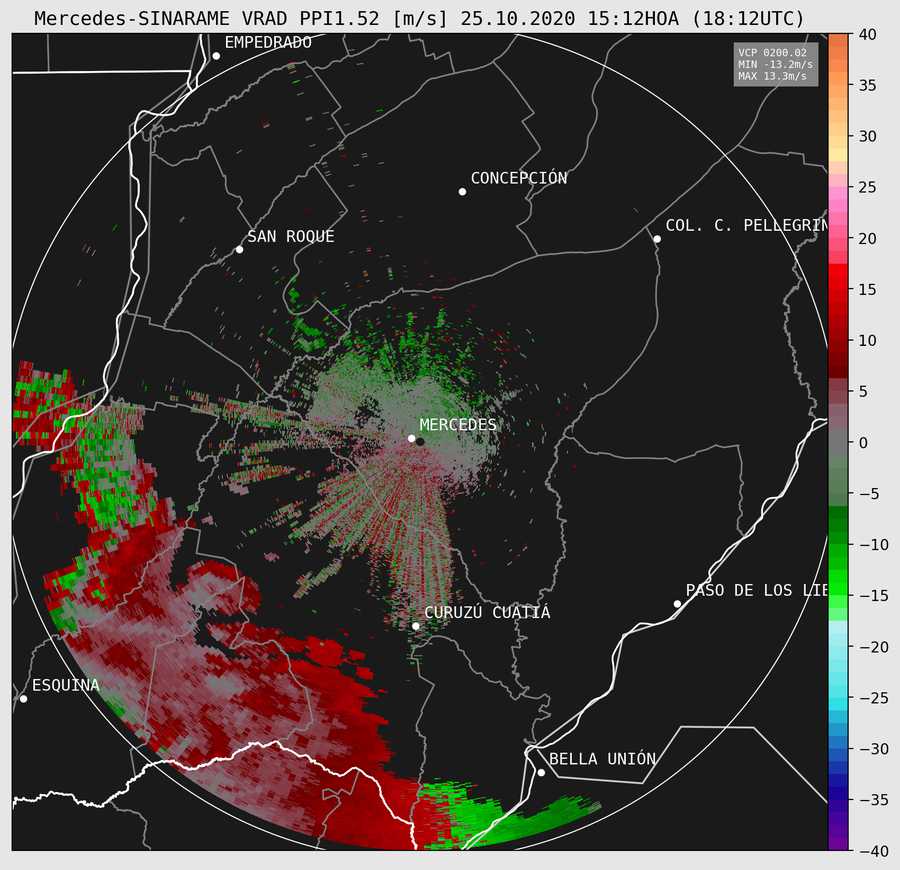 Mercedes-SINARAME VRAD PPI1.52 [m/s] 25.10.2020 15:12HOA (18:12UTC)
EMPEDRADO
VCP 0200.02
MIN -13.2m/s
MAX 13.3m/s
CONCEPCIÓN
COL. C. PELLEGRIN
SAN ROQUE
MERCEDES
PASO DE LOS LIE
CURUZÚ CUATIÁ
ESQUINA
BELLA UNIÓN
40
35
30
25
20
15
10
5
0
−5
−10
−15
−20
−25
−30
−35
−40